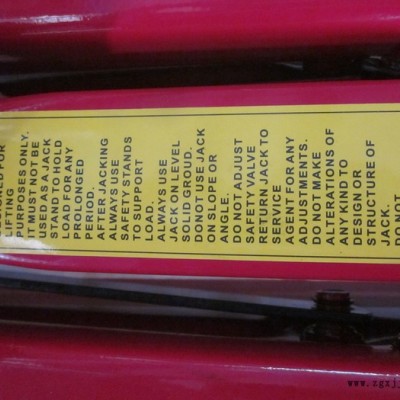 LIFTING
PURPOSES ONLY.
IT MUST NOT BE
USED AS A JACK
STAND TO HOLD
LOAD FOR ANY
PROLONGED
PERIOD.
AFTER JACKING
ALWAYS USE
SAFETY STANDS
TO SUPPORT
LOAD.
ALWAYS USE
JACK ON LEVEL
SOLID GROUD.
DONOT USE JACK
ON SLOPE OR
ANGLE.
DO NOT ADJUST
SAFETY VALVE
RETURN JACK TO
SERVICE
AGENT FOR ANY
ADJUSTMENTS.
DO NOT MAKE
ALTERATIONS OF
ANY KIND TO
DESIGN OR
STRUCTURE OF
JACK.
DO NOT